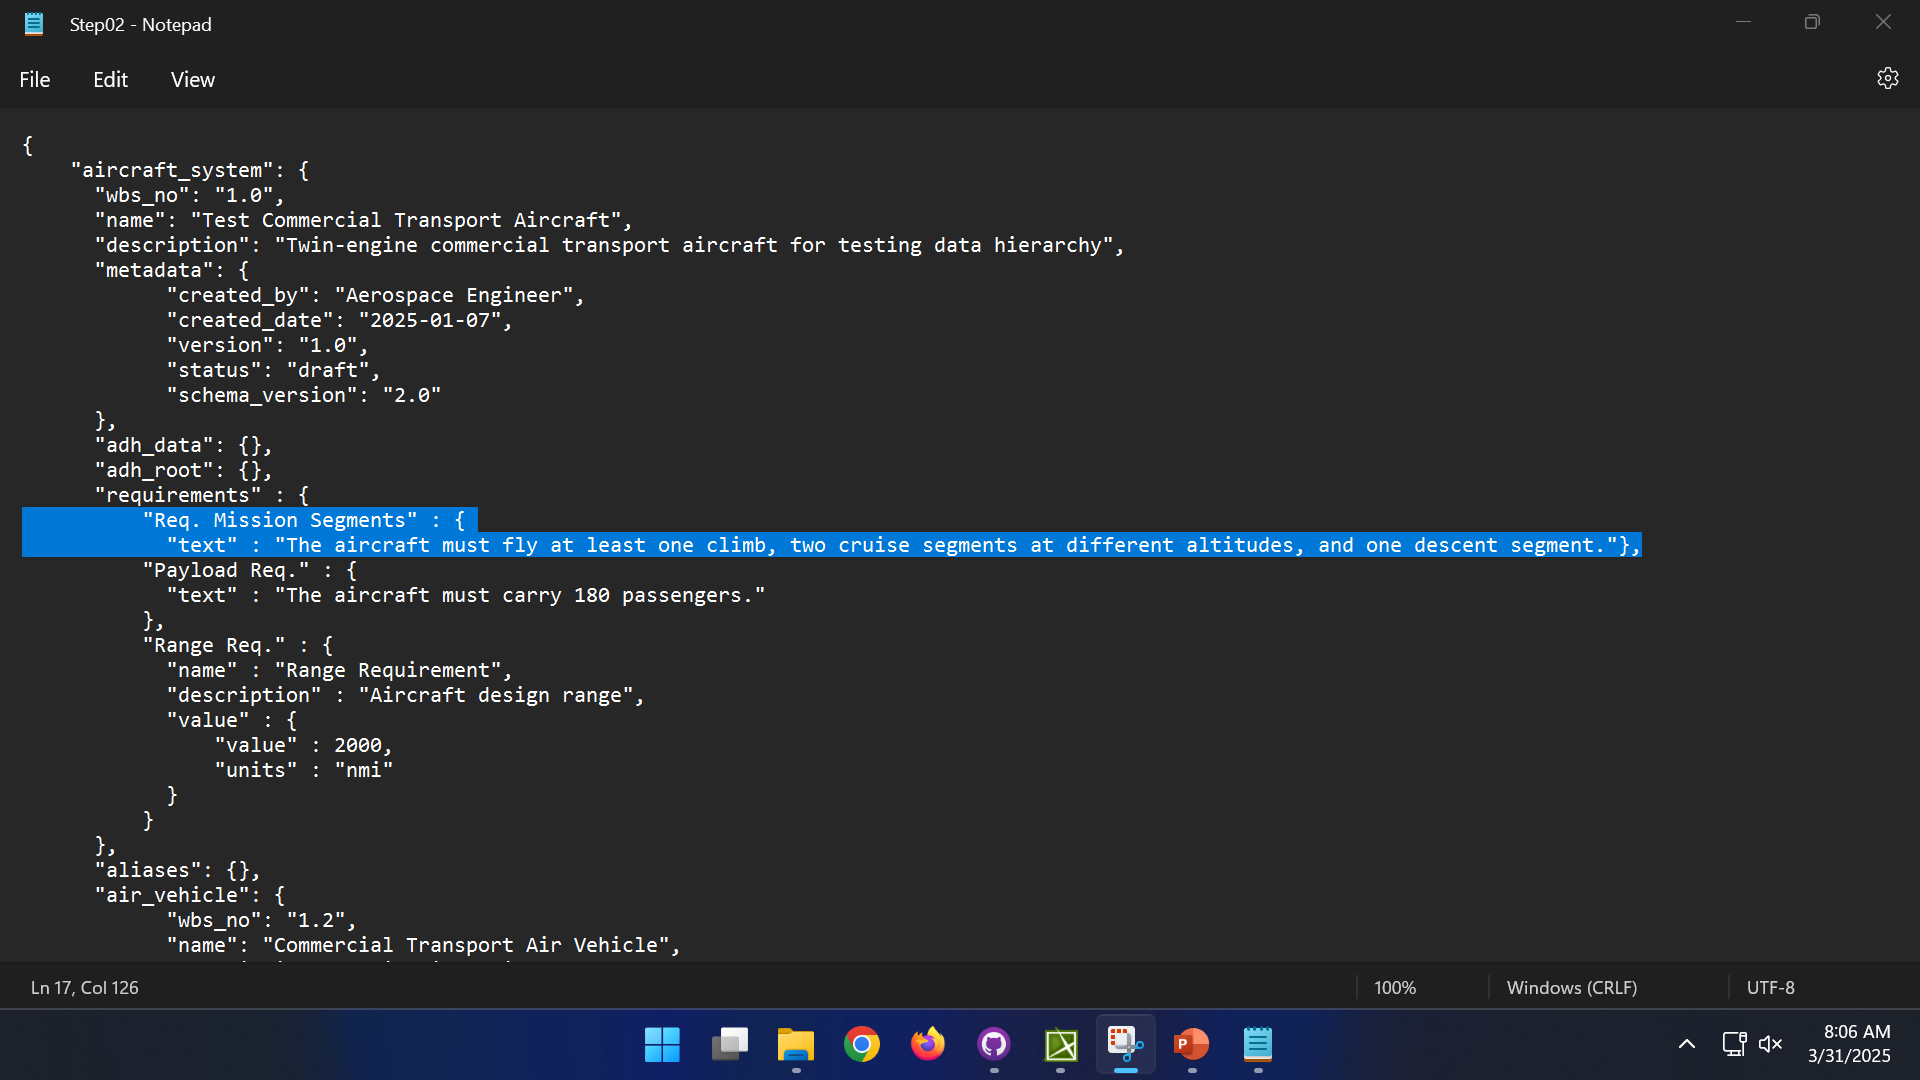 Step02 - Notepad
File Edit View
{
"aircraft_system": {
"wbs_no": "1.0",
"name": "Test Commercial Transport Aircraft",
"description": "Twin-engine commercial transport aircraft for testing data hierarchy",
"metadata": {
"created_by": "Aerospace Engineer",
"created_date": "2025-01-07",
"version": "1.0",
"status": "draft",
"schema_version": "2.0"
},
"adh_data": {},
"adh_root": {},
"requirements" : {
"Req. Mission Segments" : {
"text" : "The aircraft must fly at least one climb, two cruise segments at different altitudes, and one descent segment."},
"Payload Req." : {
"text" : "The aircraft must carry 180 passengers."
},
"Range Req." : {
"name" : "Range Requirement",
"description" : "Aircraft design range",
"value" : {
"value" : 2000,
"units" : "nmi"
}
}
},
"aliases": {},
"air_vehicle": {
"wbs_no": "1.2",
"name": "Commercial Transport Air Vehicle",
Ln 17, Col 126 100% Windows (CRLF) UTF-8
P
8:06 AM
3/31/2025